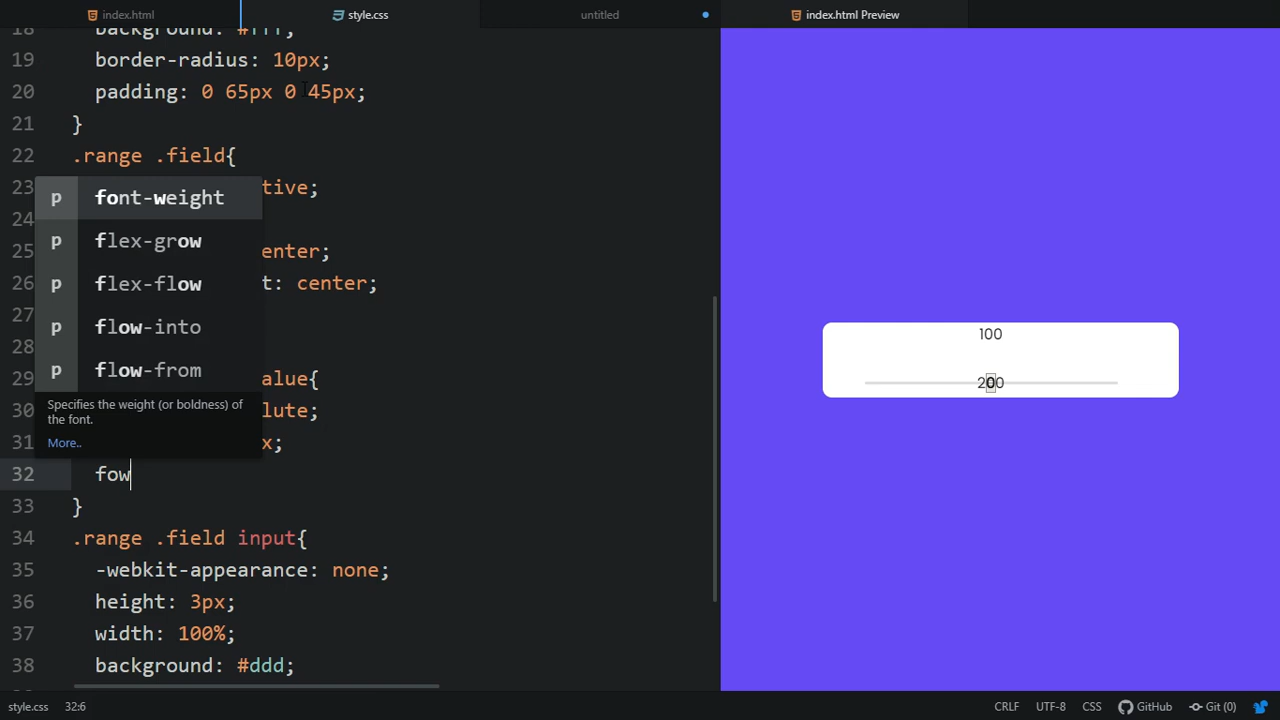 index.html
style.css
untitled
index.html Preview
18 background: #fff;
19 border-radius: 10px;
20 padding: 0 65px 0 45px;
21 }
22 .range .field{
23 tive;
24
25 enter;
26 t: center;
27
28
29 alue{
30 lute;
31 x;
32 fow
33 }
34 .range .field input{
35 -webkit-appearance: none;
36 height: 3px;
37 width: 100%;
38 background: #ddd;
p font-weight
p flex-grow
p flex-flow
p flow-into
p flow-from
Specifies the weight (or boldness) of
the font.
More..
100
200
0
style.css 32:6 CRLF UTF-8 CSS GitHub Git (0)